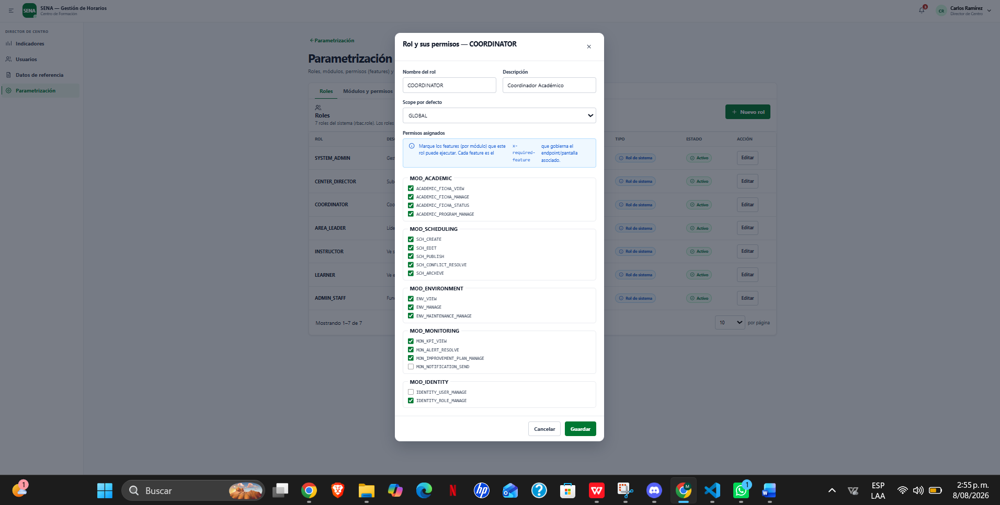 SENA
SENA — Gestión de Horarios
Centro de Formación
3
CR
Carlos Ramírez
Director de Centro
DIRECTOR DE CENTRO
Indicadores
Usuarios
Datos de referencia
Parametrización
Parametrización
Parametrización
Roles, módulos, permisos (features) y
Roles
Módulos y permisos
Roles
7 roles del sistema (rbac.role). Los roles
Nuevo rol
ROL
TIPO
ESTADO
ACCIÓN
SYSTEM_ADMIN
Rol de sistema
Activo
Editar
CENTER_DIRECTOR
Sub
Rol de sistema
Activo
Editar
COORDINATOR
Coo
Rol de sistema
Activo
Editar
AREA_LEADER
Líde
Rol de sistema
Activo
Editar
INSTRUCTOR
Ve s
Rol de sistema
Activo
Editar
LEARNER
Ve e
Rol de sistema
Activo
Editar
ADMIN_STAFF
Rol de sistema
Activo
Editar
Mostrando 1–7 de 7
10
por página
Rol y sus permisos — COORDINATOR
Nombre del rol
Descripción
COORDINATOR
Coordinador Académico
Scope por defecto
GLOBAL
Permisos asignados
Marque los features (por módulo) que este
rol puede ejecutar. Cada feature es el
x-
required-
feature
que gobierna el
endpoint/pantalla
asociado.
MOD_ACADEMIC
ACADEMIC_FICHA_VIEW
ACADEMIC_FICHA_MANAGE
ACADEMIC_FICHA_STATUS
ACADEMIC_PROGRAM_MANAGE
MOD_SCHEDULING
SCH_CREATE
SCH_EDIT
SCH_PUBLISH
SCH_CONFLICT_RESOLVE
SCH_ARCHIVE
MOD_ENVIRONMENT
ENV_VIEW
ENV_MANAGE
ENV_MAINTENANCE_MANAGE
MOD_MONITORING
MON_KPI_VIEW
MON_ALERT_RESOLVE
MON_IMPROVEMENT_PLAN_MANAGE
MON_NOTIFICATION_SEND
MOD_IDENTITY
IDENTITY_USER_MANAGE
IDENTITY_ROLE_MANAGE
Cancelar
Guardar
1
Buscar
hp
M
1
ESP
LAA
2:55 p. m.
8/08/2026